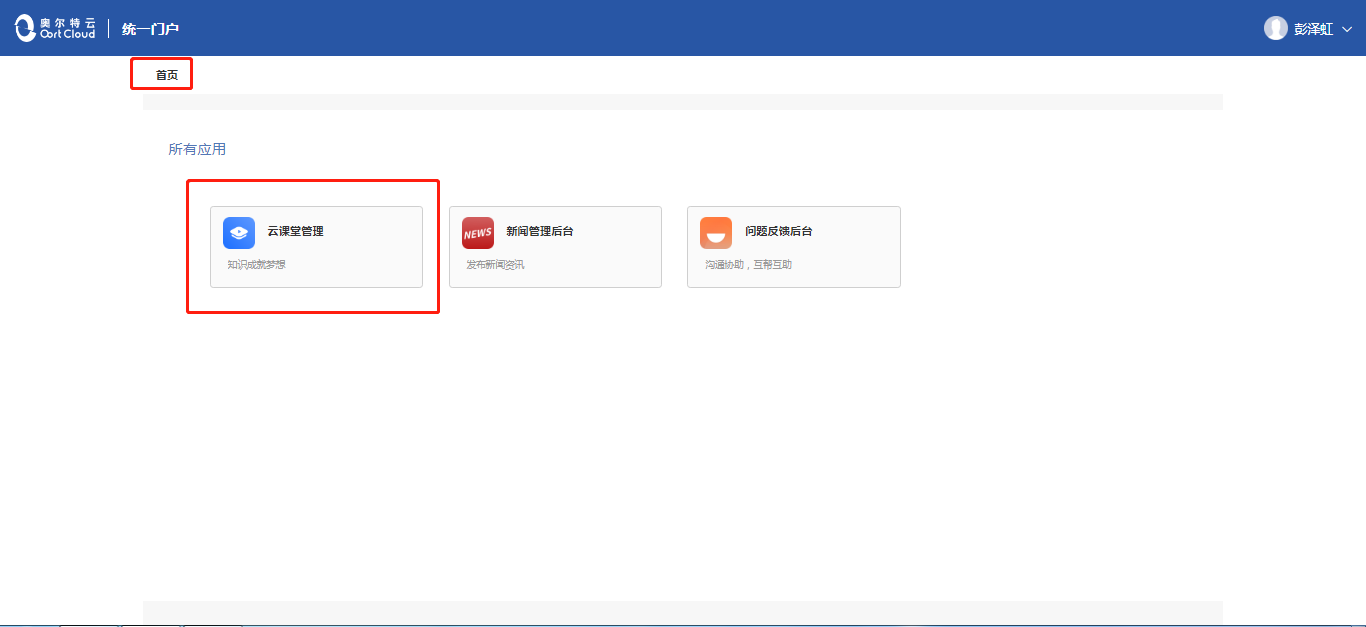 奥尔特云
Oort Cloud
统一门户
彭泽虹
首页
所有应用
云课堂管理
知识成就梦想
NEWS
新闻管理后台
发布新闻资讯
问题反馈后台
沟通协助，互帮互助